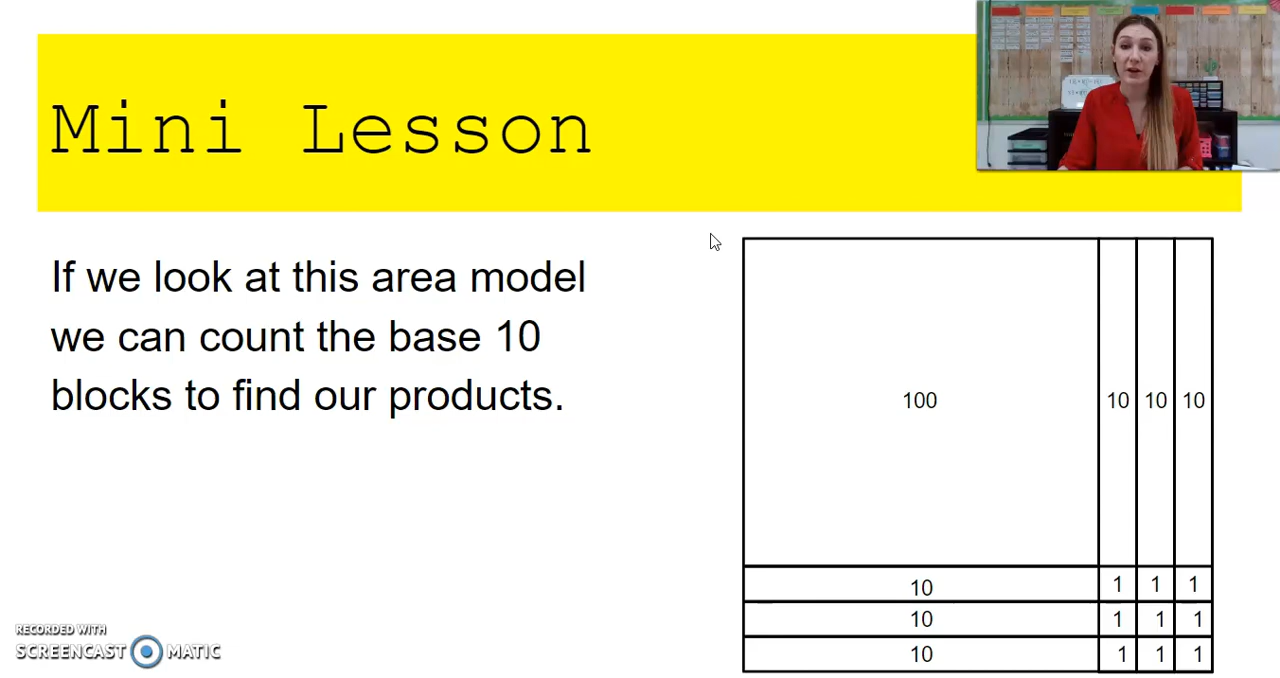 Mini Lesson
If we look at this area model
we can count the base 10
blocks to find our products.
100 10 10 10
10 1 1 1
10 1 1 1
10 1 1 1
RECORDED WITH
SCREENCAST MATIC